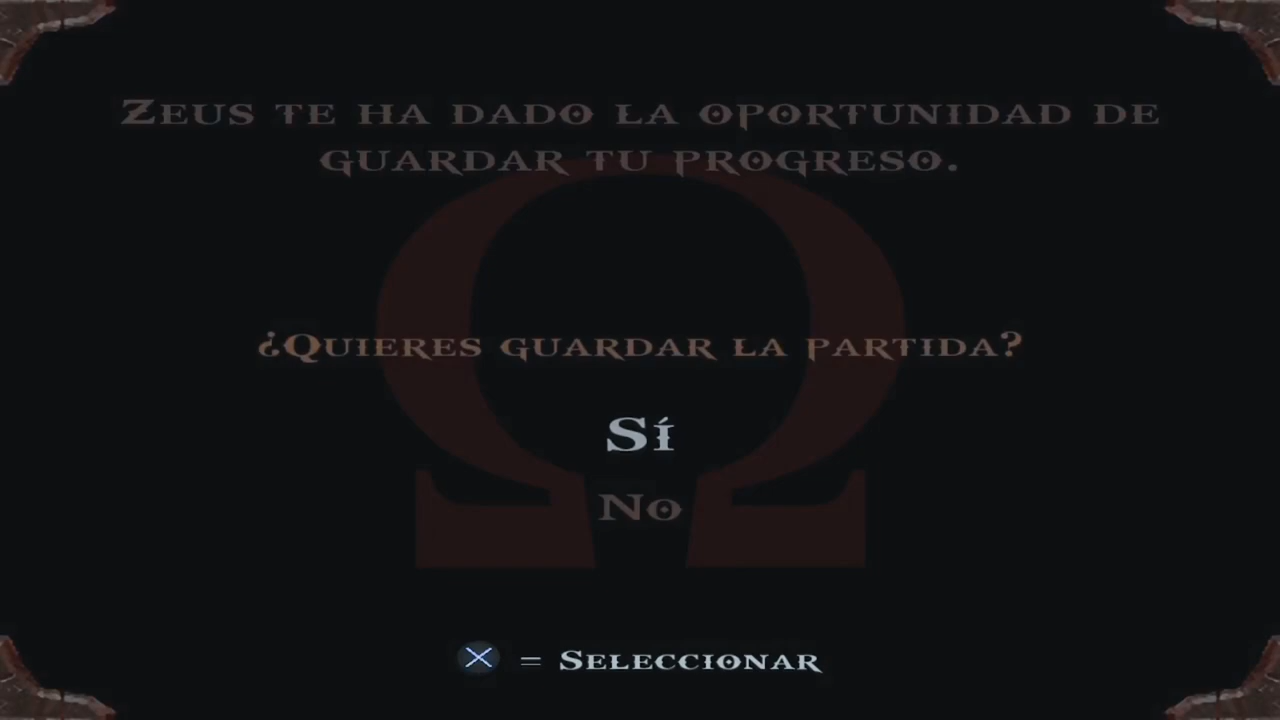 Zeus te ha dado la oportunidad de
guardar tu progreso.
¿Quieres guardar la partida?
Sí
No
= Seleccionar